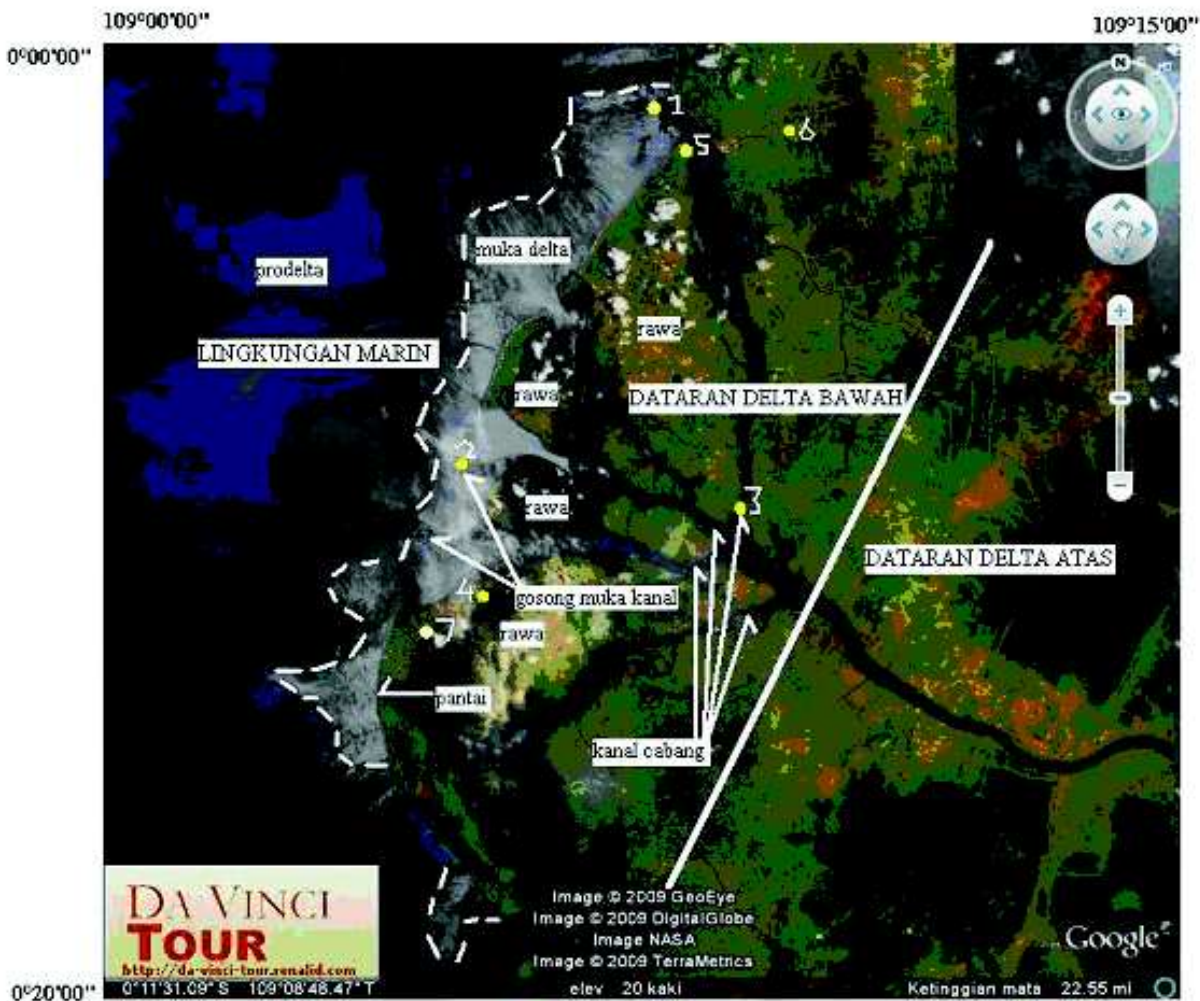 109°00'00"
109°15'00"
0°00'00"
N
1
5
6
muka delta
prodelta
rawa
LINGKUNGAN MARIN
rawa
DATARAN DELTA BAWAH
2
rawa
3
DATARAN DELTA ATAS
4
gosong muka kanal
7
rawa
pantai
kanal cabang
DA VINCI
TOUR
http://da-vinci-tour.renalid.com
Image © 2009 GeoEye
Image © 2009 DigitalGlobe
Image NASA
Image © 2009 TerraMetrics
Google
0°20'00"
0°11'31.09" S 109°08'46.47" T
elev 20 kaki
Ketinggian mata 22.55 mi